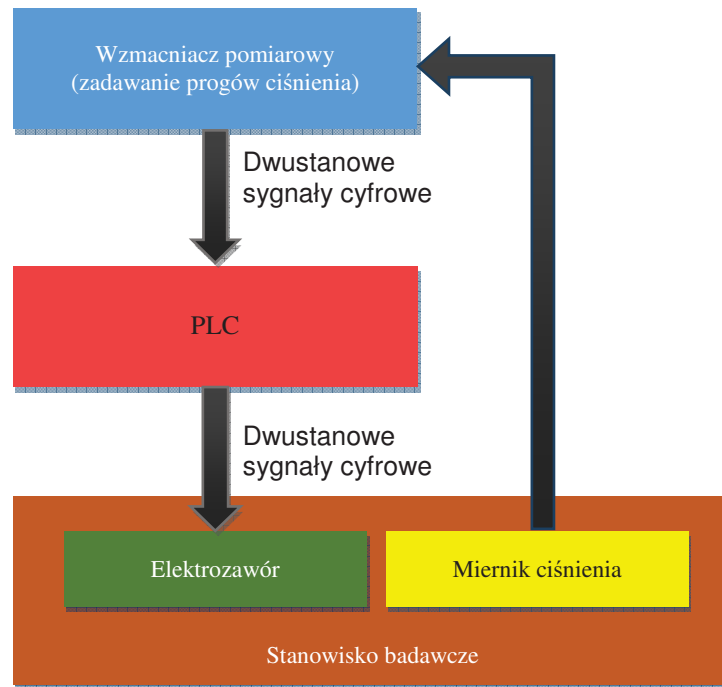 Wzmacniacz pomiarowy
(zadawanie progów ciśnienia)
Dwustanowe
sygnały cyfrowe
PLC
Dwustanowe
sygnały cyfrowe
Elektrozawór
Miernik ciśnienia
Stanowisko badawcze